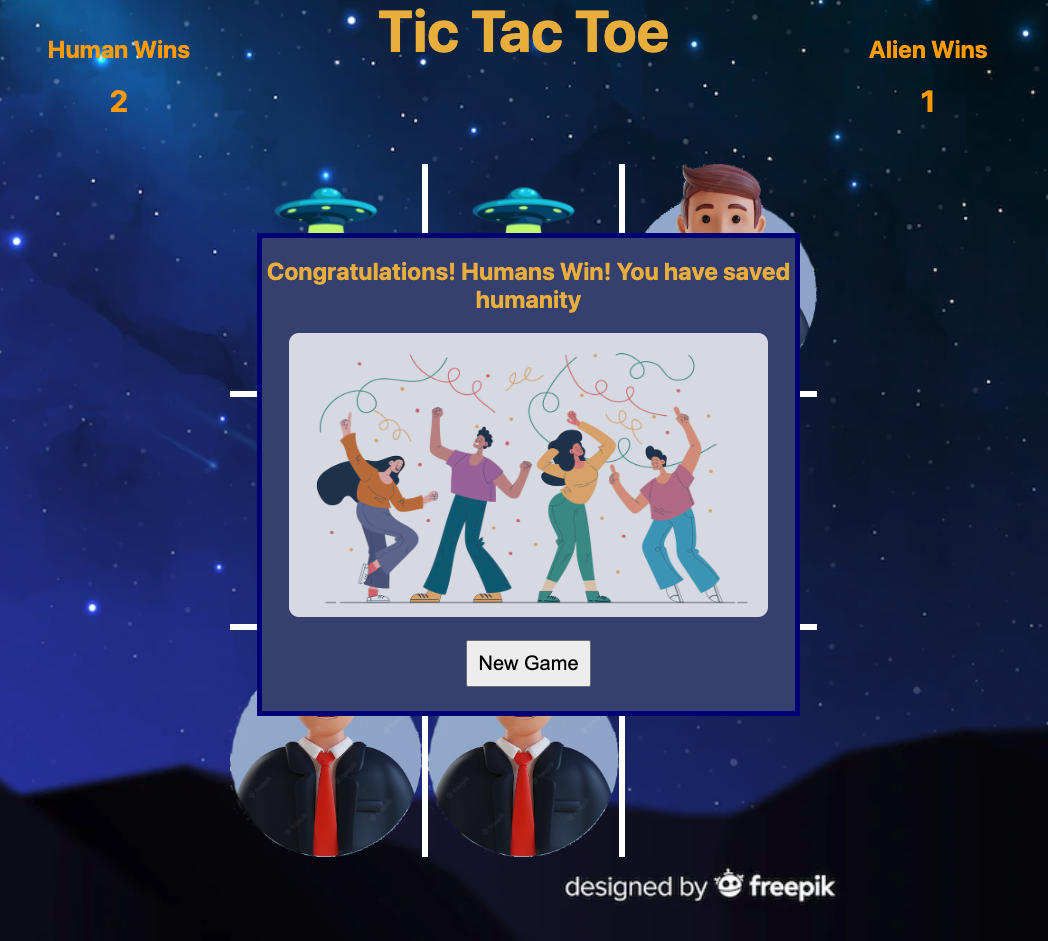 Tic Tac Toe
Human Wins
Alien Wins
2
1
Congratulations! Humans Win! You have saved
humanity
New Game
designed by freepik